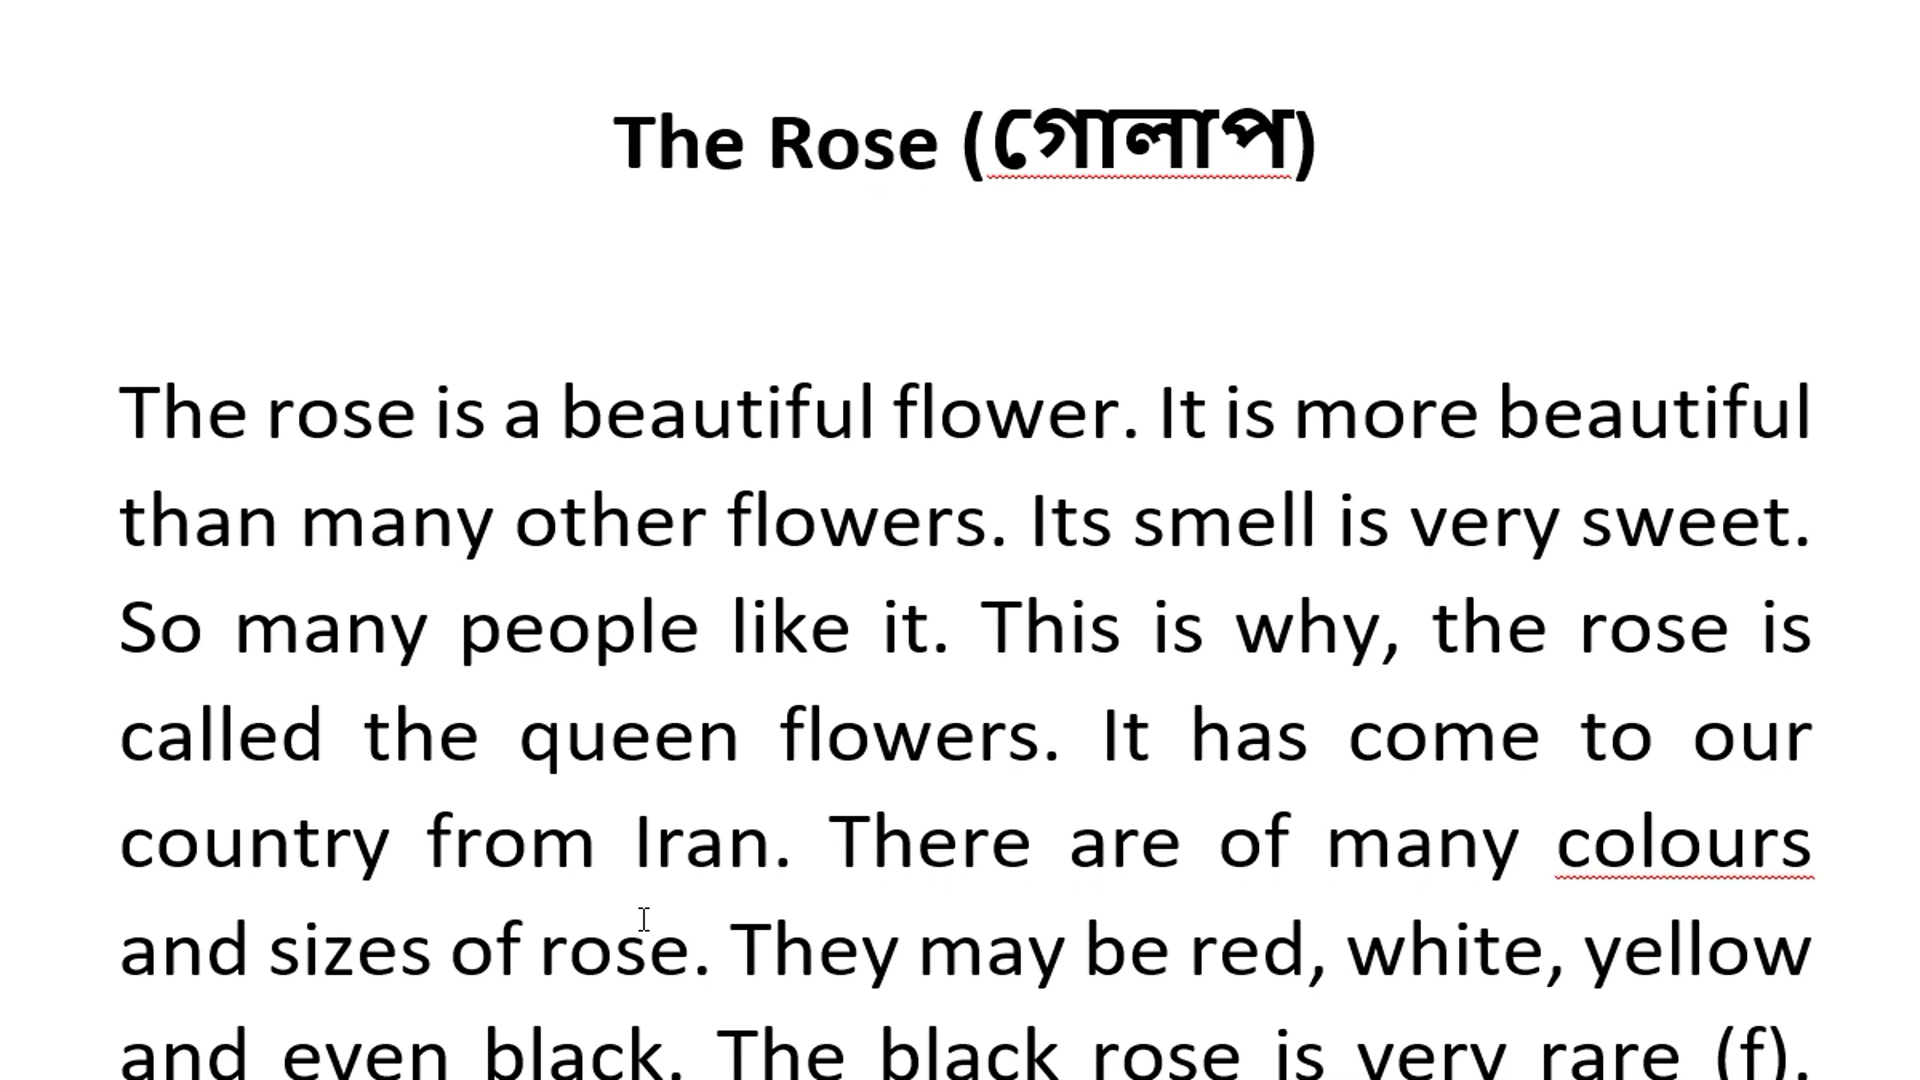 The Rose (গোলাপ)
The rose is a beautiful flower. It is more beautiful
than many other flowers. Its smell is very sweet.
So many people like it. This is why, the rose is
called the queen flowers. It has come to our
country from Iran. There are of many colours
and sizes of rose. They may be red, white, yellow
and even black. The black rose is very rare (f).